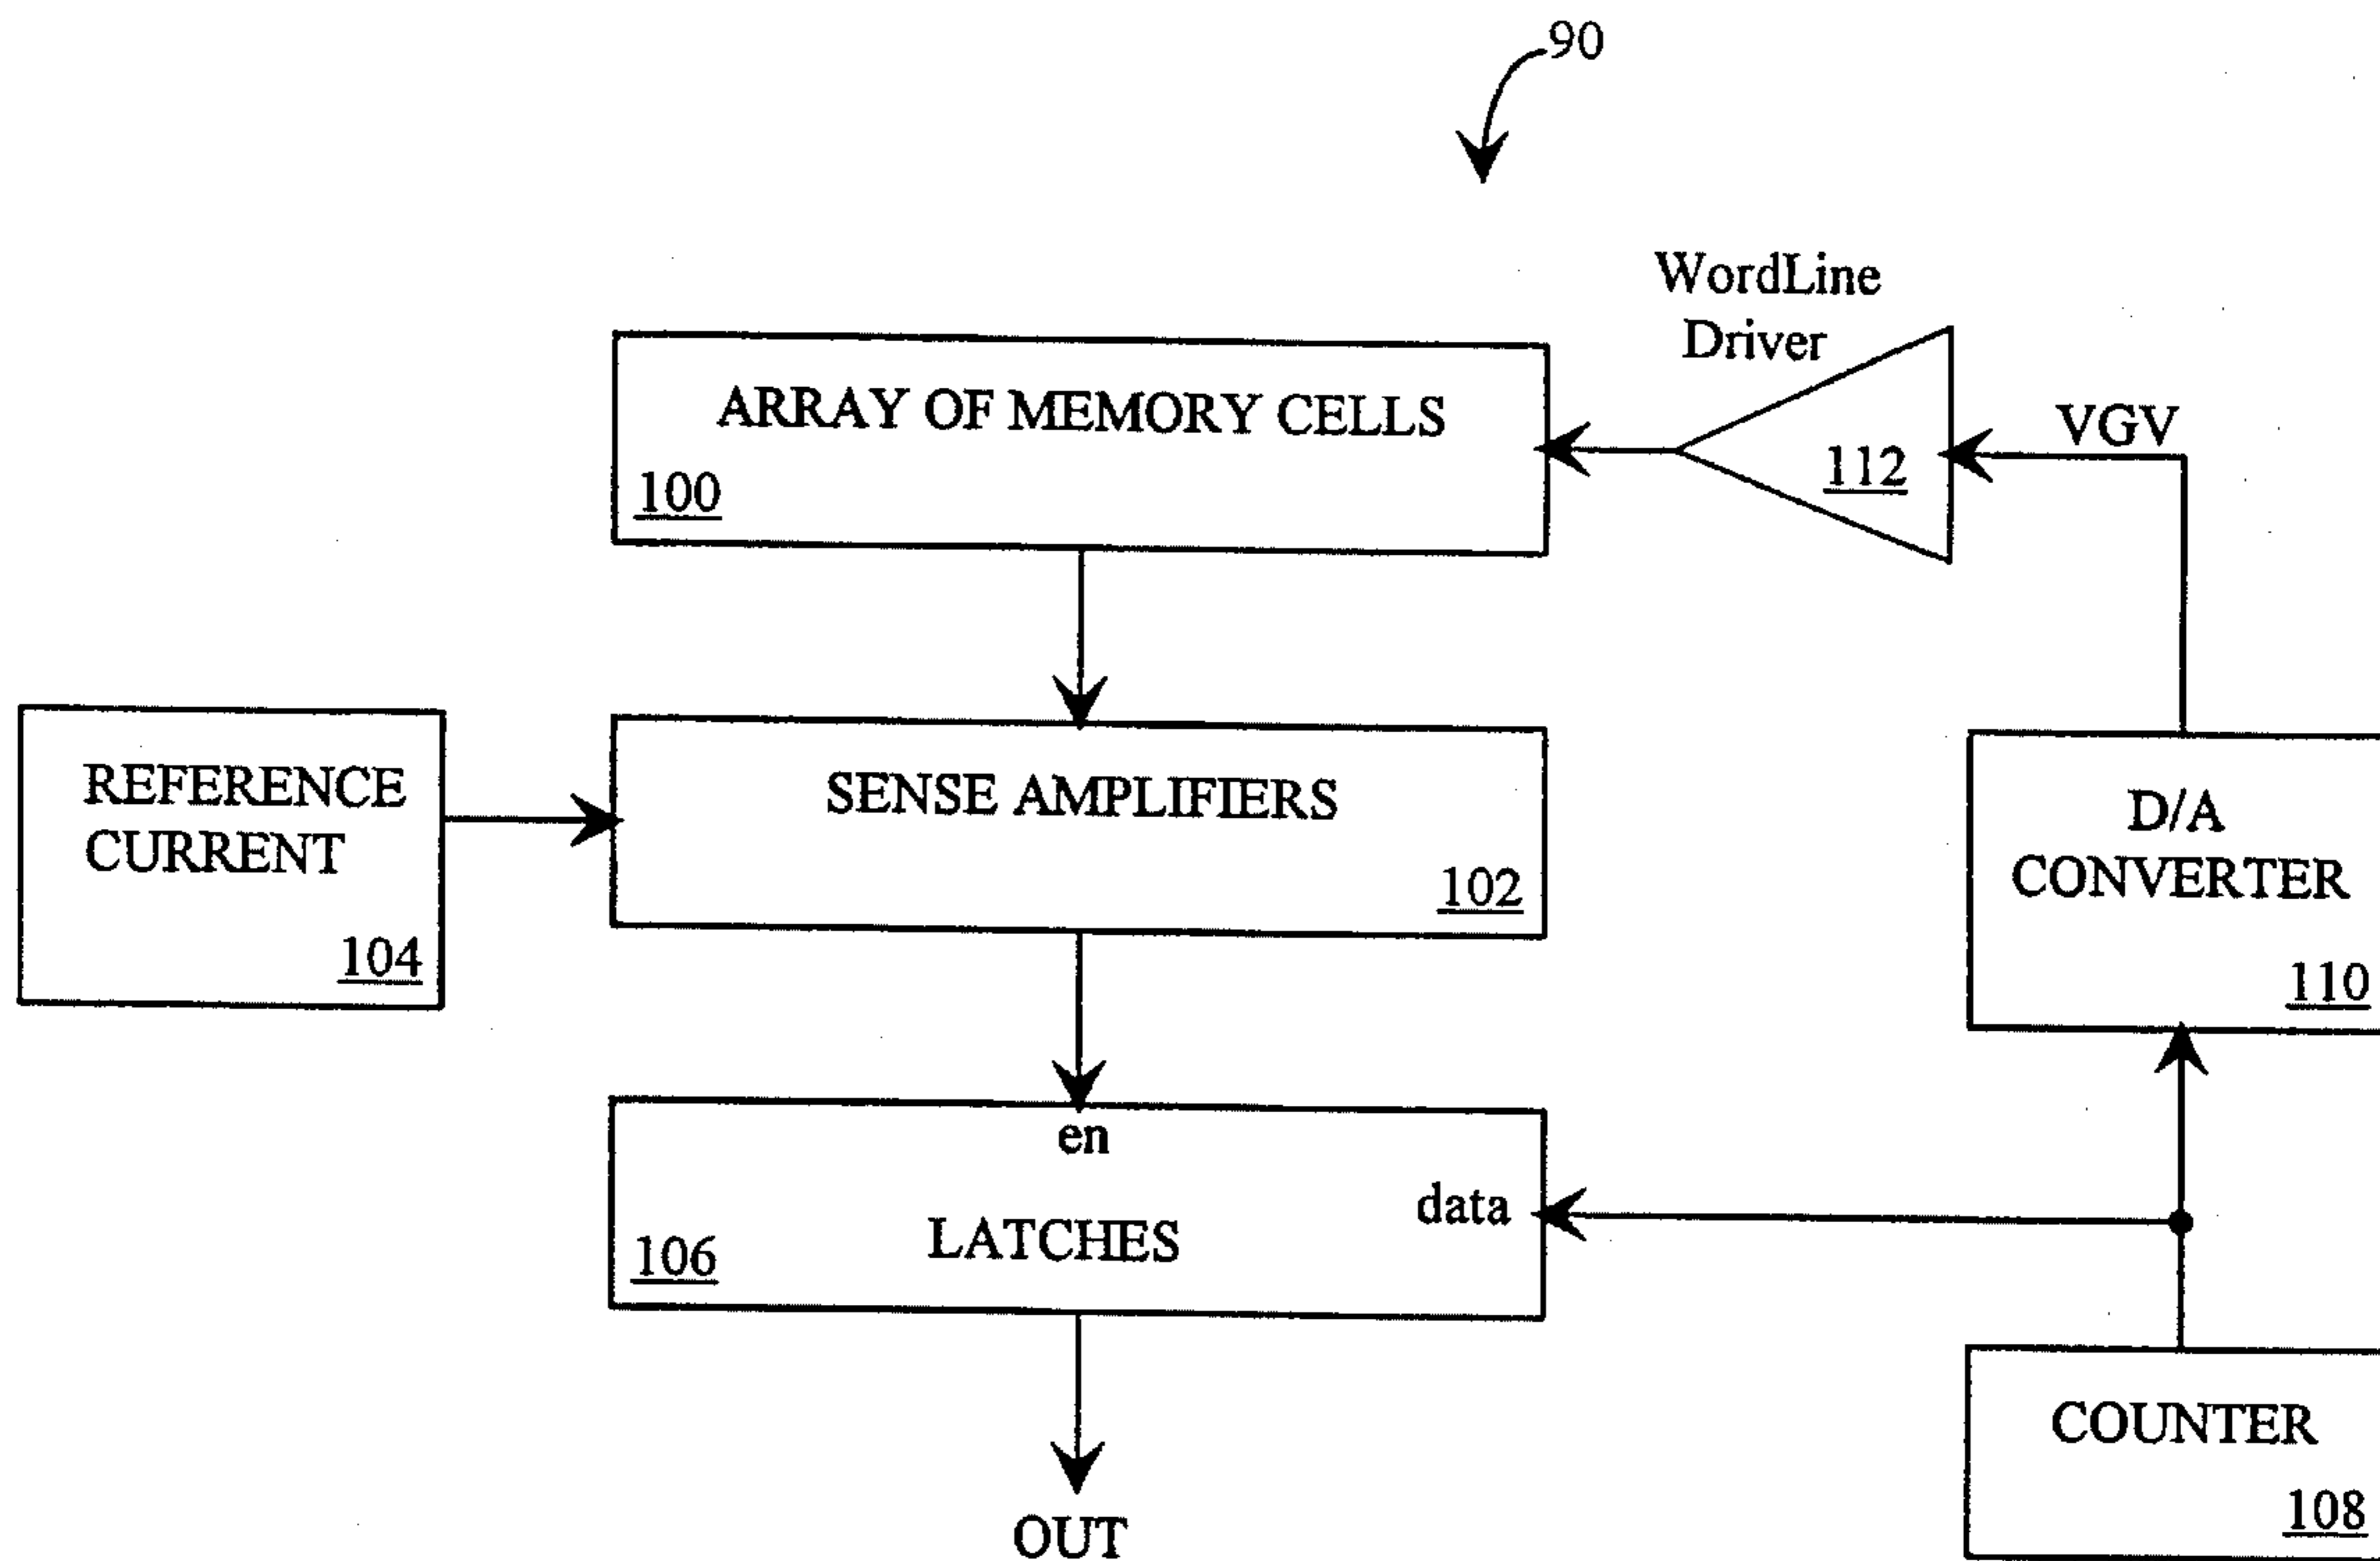 90
WordLine
Driver
ARRAY OF MEMORY CELLS
100
112
VGV
REFERENCE
CURRENT
104
SENSE AMPLIFIERS
102
D/A
CONVERTER
110
en
data
LATCHES
106
COUNTER
108
OUT